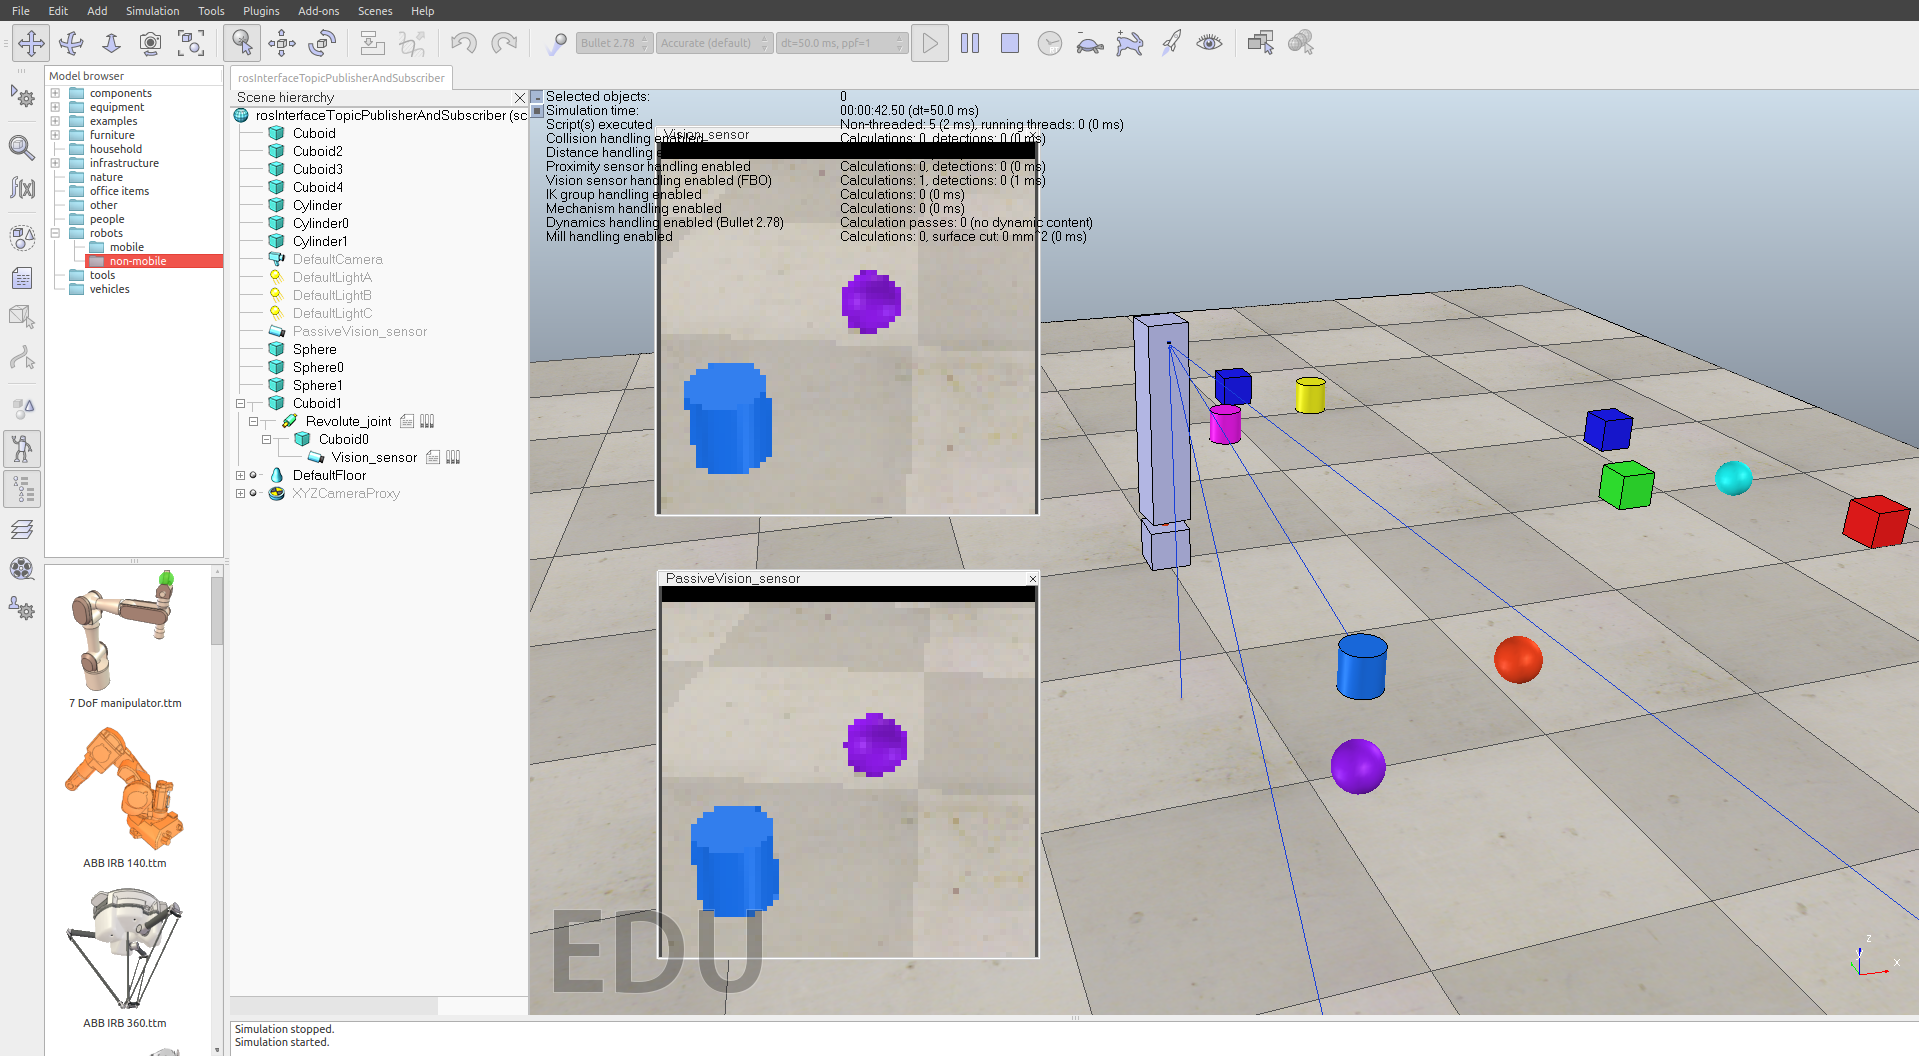 File Edit Add Simulation Tools Plugins Add-ons Scenes Help
Bullet 2.78 Accurate (default) dt=50.0 ms, ppf=1
Model browser
components
equipment
examples
furniture
household
infrastructure
nature
office items
other
people
robots
mobile
non-mobile
tools
vehicles
7 DoF manipulator.ttm
ABB IRB 140.ttm
ABB IRB 360.ttm
rosInterfaceTopicPublisherAndSubscriber
Scene hierarchy
rosInterfaceTopicPublisherAndSubscriber (sc
Cuboid
Cuboid2
Cuboid3
Cuboid4
Cylinder
Cylinder0
Cylinder1
DefaultCamera
DefaultLightA
DefaultLightB
DefaultLightC
PassiveVision_sensor
Sphere
Sphere0
Sphere1
Cuboid1
Revolute_joint
Cuboid0
Vision_sensor
DefaultFloor
XYZCameraProxy
Selected objects: 0
Simulation time: 00:00:42.50 (dt=50.0 ms)
Script(s) executed Non-threaded: 5 (2 ms), running threads: 0 (0 ms)
Vision_sensor
Collision handling enabled Calculations: 0, detections: 0 (0 ms)
Distance handling
Proximity sensor handling enabled Calculations: 0, detections: 0 (0 ms)
Vision sensor handling enabled (FBO) Calculations: 1, detections: 0 (1 ms)
IK group handling enabled Calculations: 0 (0 ms)
Mechanism handling enabled Calculations: 0 (0 ms)
Dynamics handling enabled (Bullet 2.78) Calculation passes: 0 (no dynamic content)
Mill handling enabled Calculations: 0, surface cut: 0 mm^2 (0 ms)
PassiveVision_sensor
EDU
z
y
x
Simulation stopped.
Simulation started.